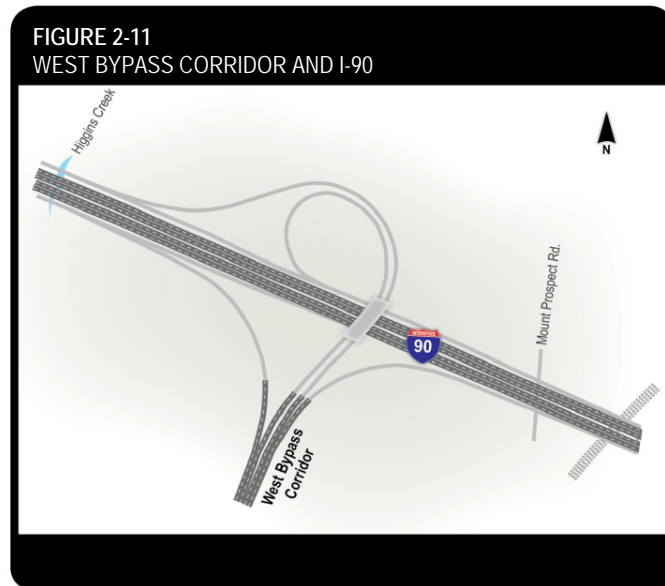 FIGURE 2-11
WEST BYPASS CORRIDOR AND I-90
Higgins Creek
N
Mount Prospect Rd.
INTERSTATE
90
West Bypass
Corridor